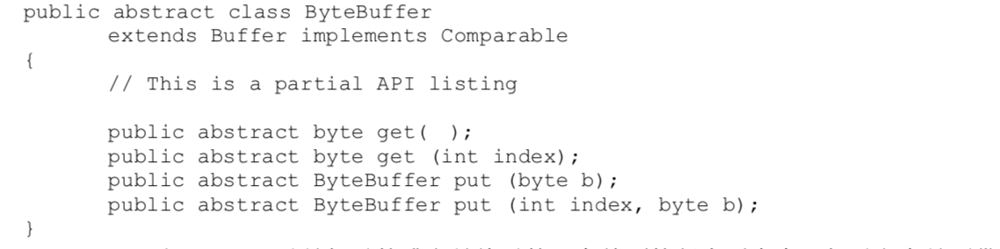 public abstract class ByteBuffer
extends Buffer implements Comparable
{
// This is a partial API listing
public abstract byte get( );
public abstract byte get (int index);
public abstract ByteBuffer put (byte b);
public abstract ByteBuffer put (int index, byte b);
}